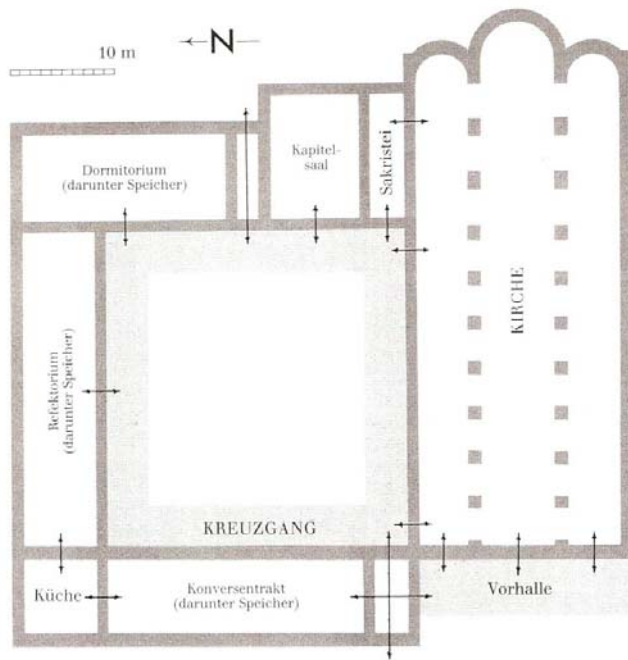 10 m
N
Dormitorium
(darunter Speicher)
Kapitel-
saal
Sakristei
KIRCHE
Refektorium
(darunter Speicher)
KREUZGANG
Küche
Konversentrakt
(darunter Speicher)
Vorhalle